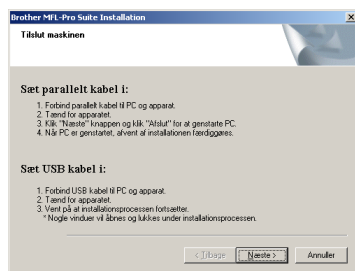 Brother MFL-Pro Suite Installation
Tilslut maskinen
Sæt parallelt kabel i:
1. Forbind parallelt kabel til PC og apparat.
2. Tænd for apparatet.
3. Klik "Næste" knappen og klik "Afslut" for at genstarte PC.
4. Når PC er genstartet, afvent af installationen færdiggøres.
Sæt USB kabel i:
1. Forbind USB kabel til PC og apparat.
2. Tænd for apparatet.
3. Vent på at installationsprocessen fortsætter.
* Nogle vinduer vil åbnes og lukkes under installationsprocessen.
< Tilbage Næste > Annuller